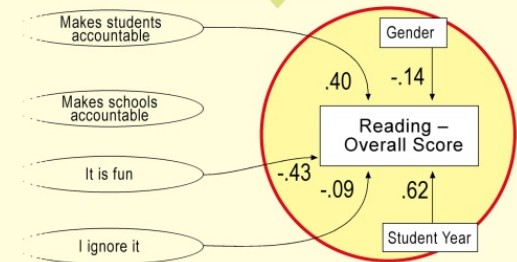 Makes students
accountable
Gender
.40
-.14
Makes schools
accountable
Reading –
Overall Score
It is fun
-.43
-.09
.62
I ignore it
Student Year